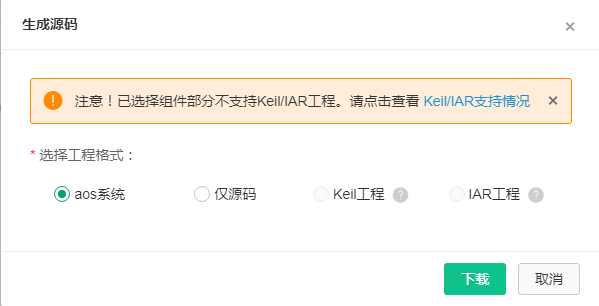 生成源码
注意！已选择组件部分不支持Keil/IAR工程。请点击查看 Keil/IAR支持情况
* 选择工程格式：
aos系统 仅源码 Keil工程 ? IAR工程 ?
下载 取消